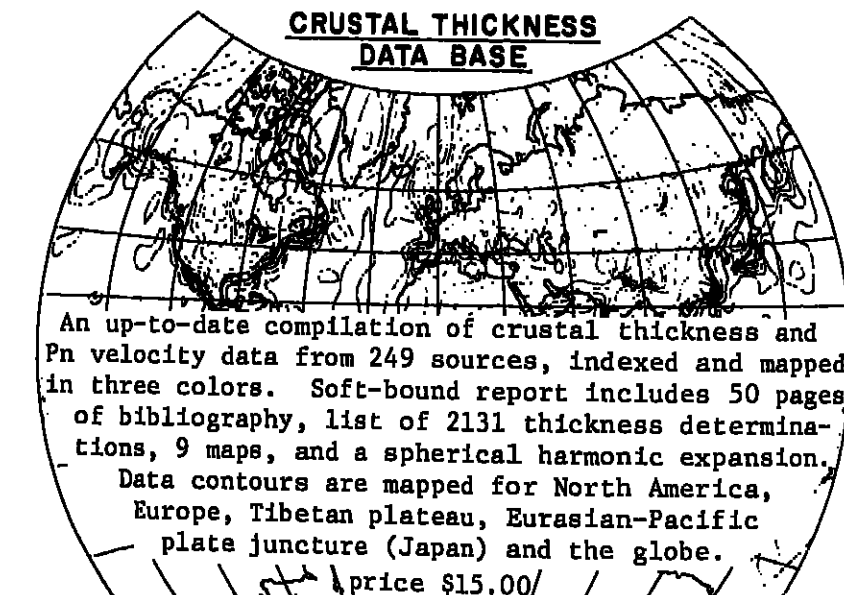 CRUSTAL THICKNESS
DATA BASE
An up-to-date compilation of crustal thickness and
Pn velocity data from 249 sources, indexed and mapped
in three colors. Soft-bound report includes 50 pages
of bibliography, list of 2131 thickness determina-
tions, 9 maps, and a spherical harmonic expansion.
Data contours are mapped for North America,
Europe, Tibetan plateau, Eurasian-Pacific
plate juncture (Japan) and the globe.
price $15.00